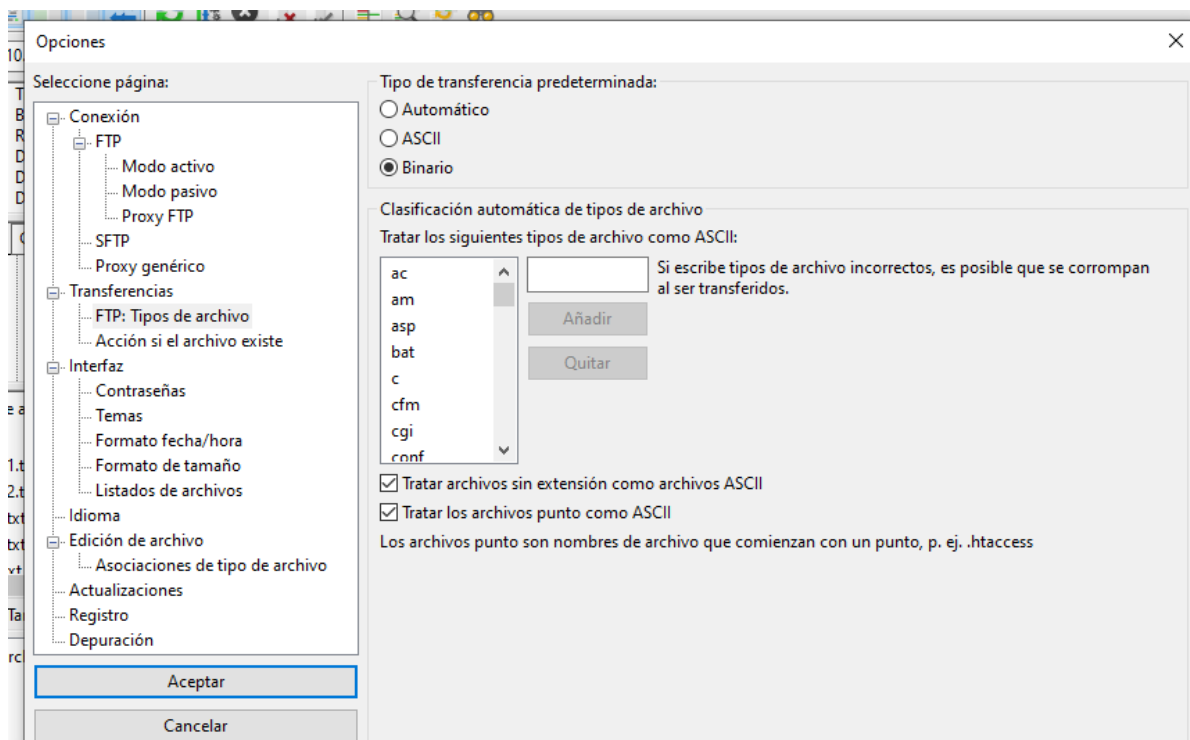 Opciones
10.
Seleccione página:
Conexión
FTP
Modo activo
Modo pasivo
Proxy FTP
SFTP
Proxy genérico
Transferencias
FTP: Tipos de archivo
Acción si el archivo existe
Interfaz
Contraseñas
Temas
Formato fecha/hora
Formato de tamaño
Listados de archivos
Idioma
Edición de archivo
Asociaciones de tipo de archivo
Actualizaciones
Registro
Depuración
Aceptar
Cancelar
Tipo de transferencia predeterminada:
Automático
ASCII
Binario
Clasificación automática de tipos de archivo
Tratar los siguientes tipos de archivo como ASCII:
ac
am
asp
bat
c
cfm
cgi
conf
Si escribe tipos de archivo incorrectos, es posible que se corrompan
al ser transferidos.
Añadir
Quitar
Tratar archivos sin extensión como archivos ASCII
Tratar los archivos punto como ASCII
Los archivos punto son nombres de archivo que comienzan con un punto, p. ej. .htaccess